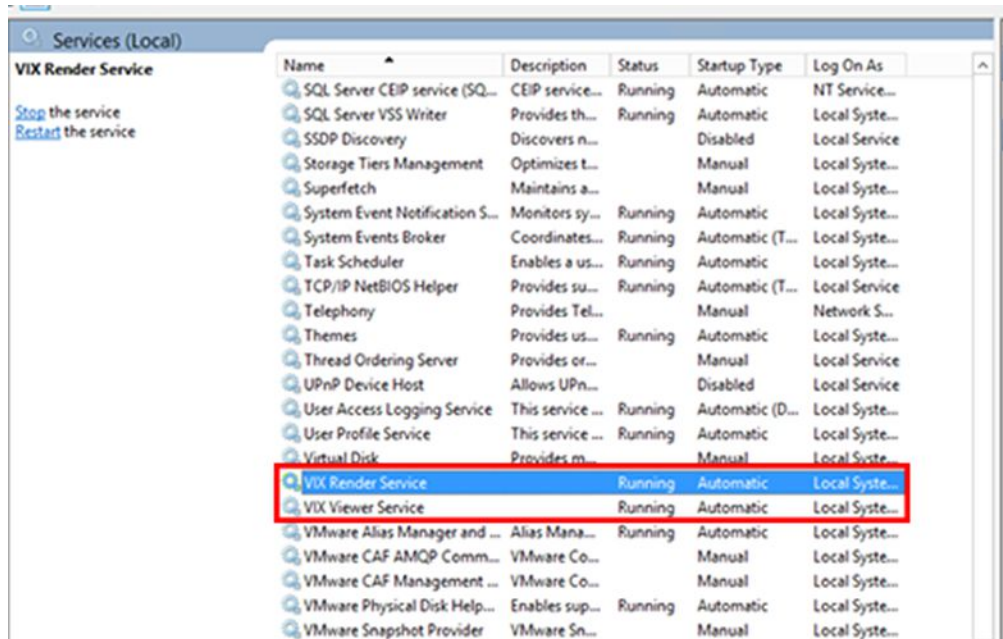 Services (Local)
VIX Render Service
Stop the service
Restart the service
Name Description Status Startup Type Log On As
SQL Server CEIP service (SQ... CEIP service... Running Automatic NT Service...
SQL Server VSS Writer Provides th... Running Automatic Local Syste...
SSDP Discovery Discovers n... Disabled Local Service
Storage Tiers Management Optimizes t... Manual Local Syste...
Superfetch Maintains a... Manual Local Syste...
System Event Notification S... Monitors sy... Running Automatic Local Syste...
System Events Broker Coordinates... Running Automatic (T... Local Syste...
Task Scheduler Enables a us... Running Automatic Local Syste...
TCP/IP NetBIOS Helper Provides su... Running Automatic (T... Local Service
Telephony Provides Tel... Manual Network S...
Themes Provides us... Running Automatic Local Syste...
Thread Ordering Server Provides or... Manual Local Service
UPnP Device Host Allows UPn... Disabled Local Service
User Access Logging Service This service ... Running Automatic (D... Local Syste...
User Profile Service This service ... Running Automatic Local Syste...
Virtual Disk Provides m... Manual Local Syste...
VIX Render Service Running Automatic Local Syste...
VIX Viewer Service Running Automatic Local Syste...
VMware Alias Manager and ... Alias Mana... Running Automatic Local Syste...
VMware CAF AMQP Comm... VMware Co... Manual Local Syste...
VMware CAF Management ... VMware Co... Manual Local Syste...
VMware Physical Disk Help... Enables sup... Running Automatic Local Syste...
VMware Snapshot Provider VMware Sn... Manual Local Syste...